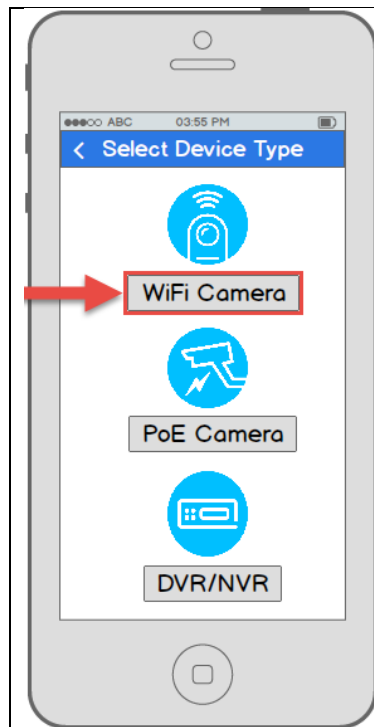 ABC 03:55 PM
< Select Device Type
WiFi Camera
PoE Camera
DVR/NVR